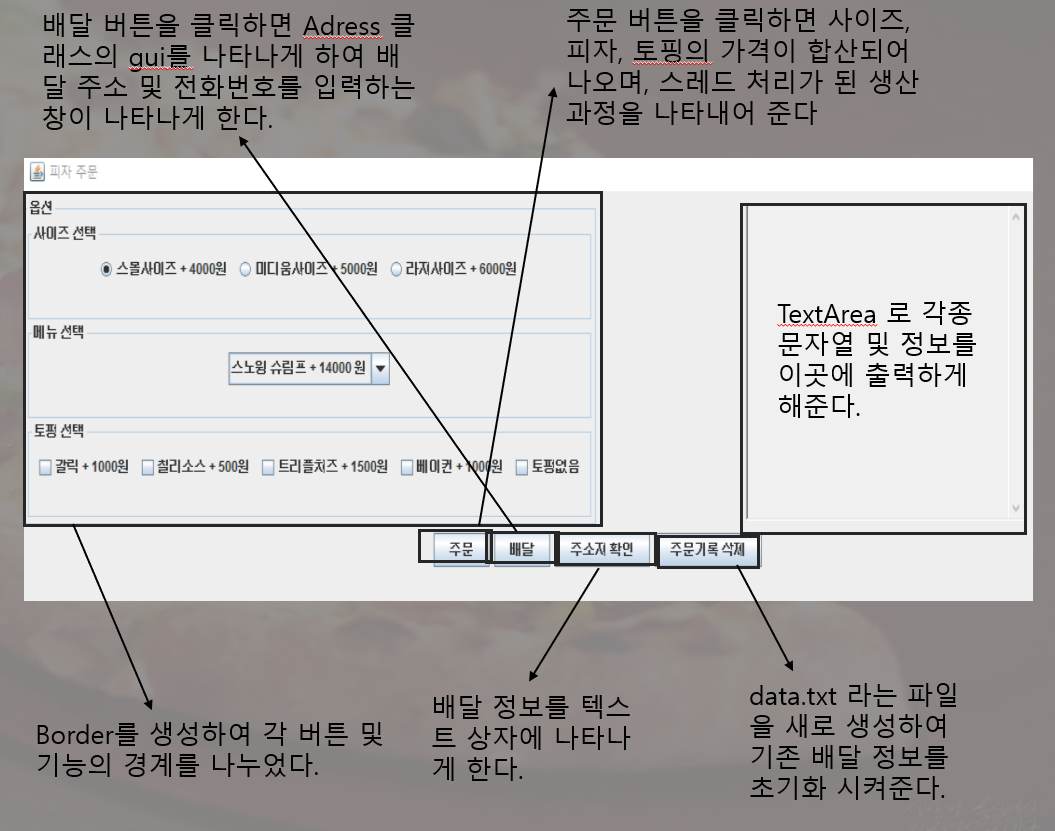 배달 버튼을 클릭하면 Adress 클
래스의 gui를 나타나게 하여 배
달 주소 및 전화번호를 입력하는
창이 나타나게 한다.
주문 버튼을 클릭하면 사이즈,
피자, 토핑의 가격이 합산되어
나오며, 스레드 처리가 된 생산
과정을 나타내어 준다
피자 주문
옵션
사이즈 선택
스몰사이즈 + 4000원 미디움사이즈 + 5000원 라지사이즈 + 6000원
메뉴 선택
스노윙 슈림프 + 14000 원
토핑 선택
갈릭 + 1000원 칠리소스 + 500원 트리플치즈 + 1500원 베이컨 + 1000원 토핑없음
TextArea 로 각종
문자열 및 정보를
이곳에 출력하게
해준다.
주문 배달 주소지 확인 주문기록 삭제
Border를 생성하여 각 버튼 및
기능의 경계를 나누었다.
배달 정보를 텍스
트 상자에 나타나
게 한다.
data.txt 라는 파일
을 새로 생성하여
기존 배달 정보를
초기화 시켜준다.